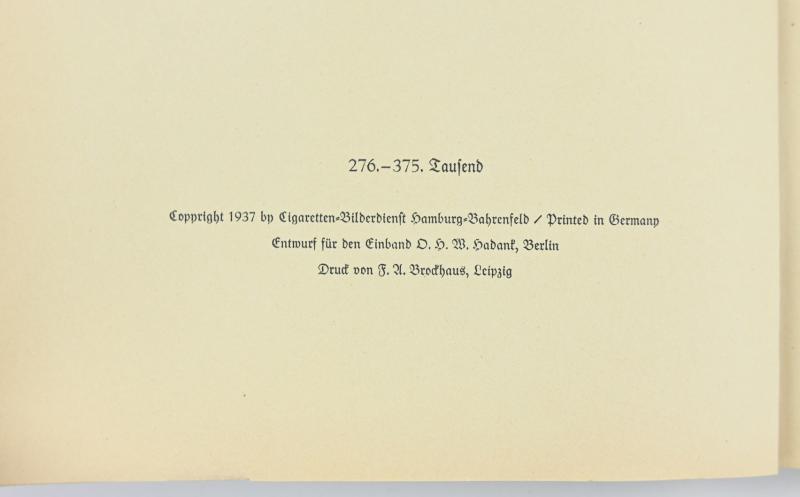 276.–375. Tausend
Copyright 1937 by Cigaretten-Bilderdienst Hamburg-Bahrenfeld / Printed in Germany
Entwurf für den Einband O. H. W. Hadank, Berlin
Druck von F. A. Brockhaus, Leipzig